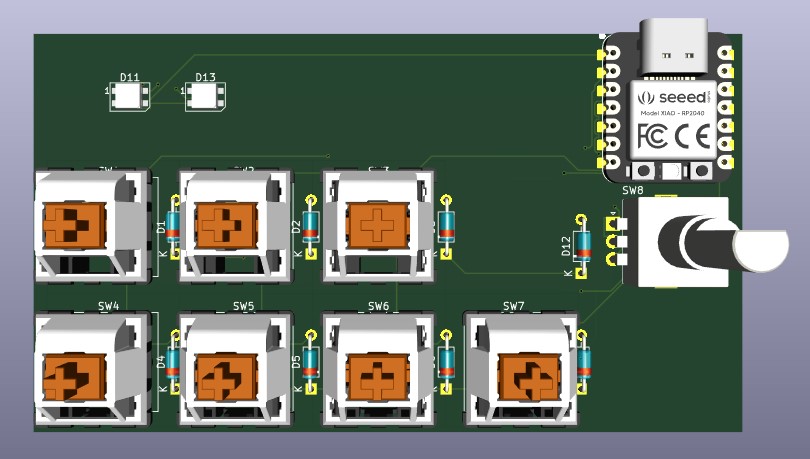 D11
D13
1
1
seeed
Model XIAO - RP2040
FC CE
SW8
D1
K
D2
K
K
D12
K
SW4
SW5
SW6
SW7
D4
K
D5
K
K
K